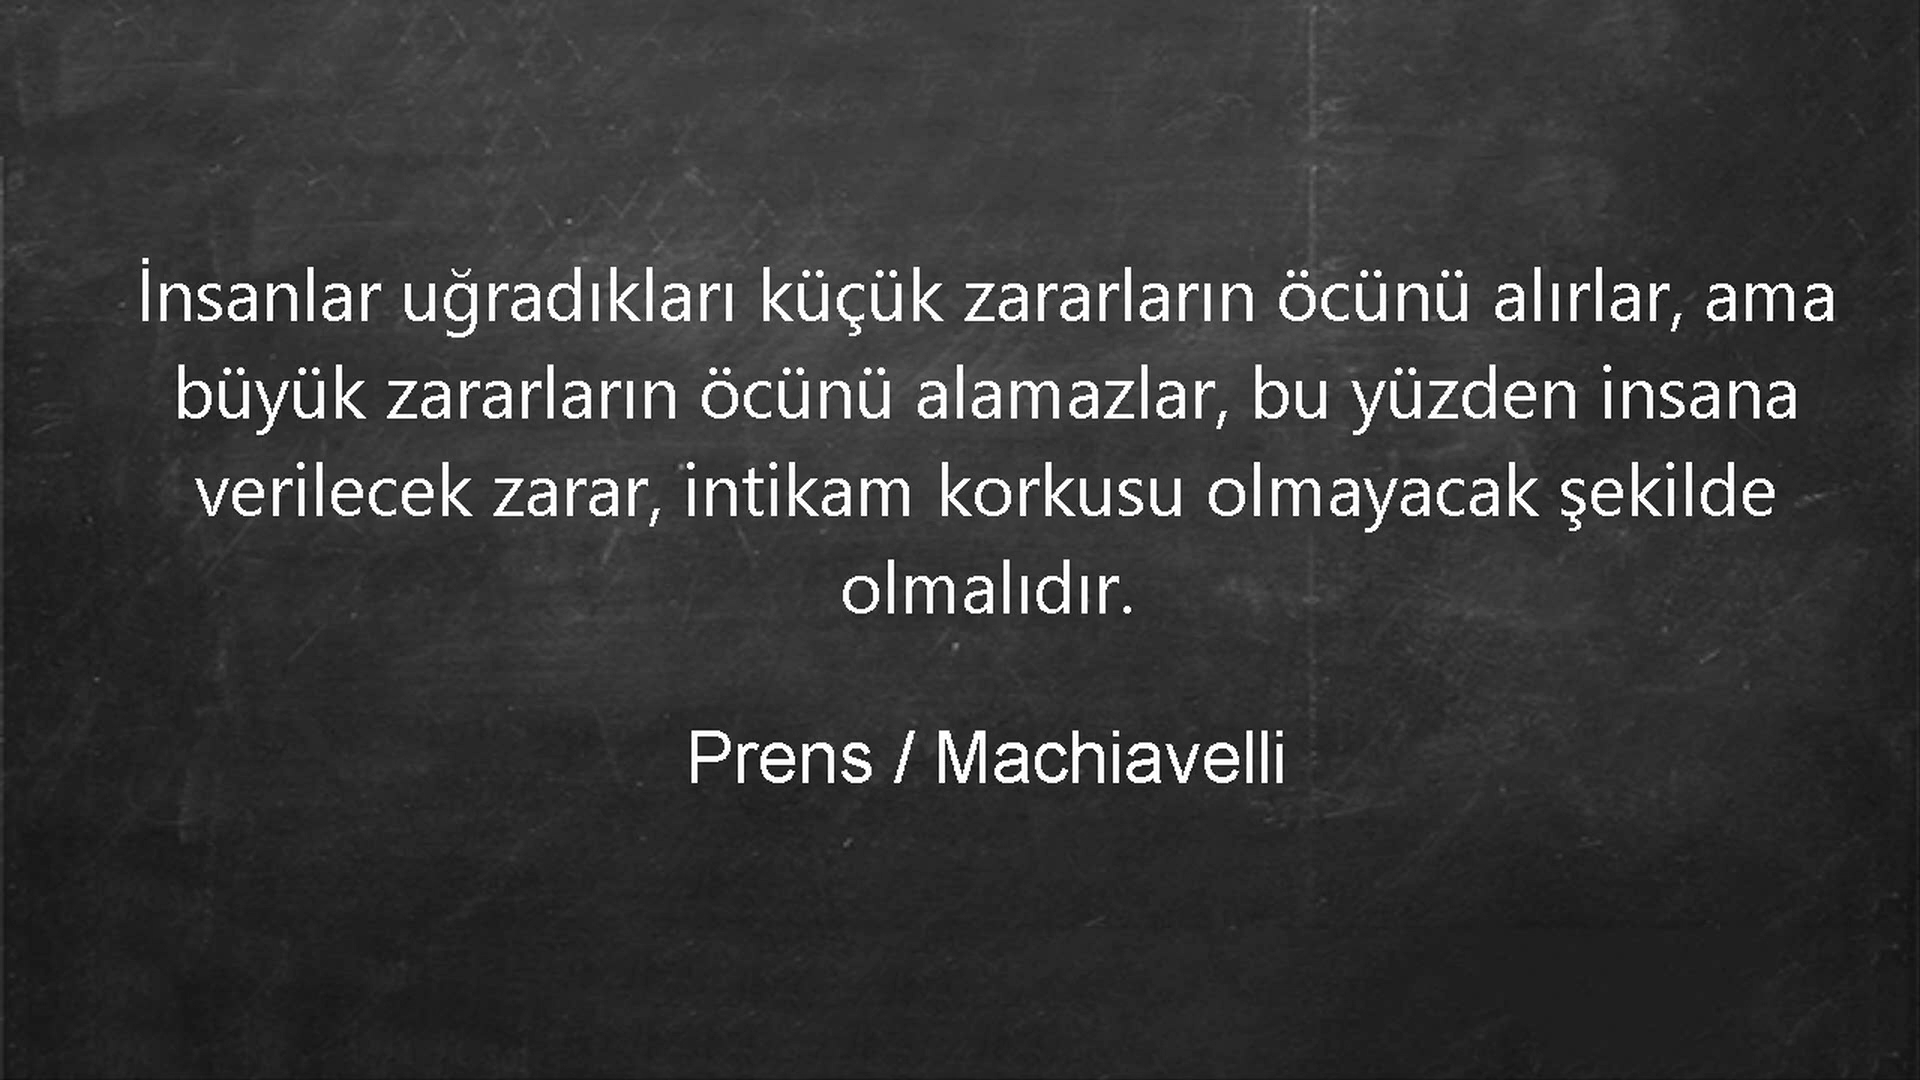 İnsanlar uğradıkları küçük zararların öcünü alırlar, ama
büyük zararların öcünü alamazlar, bu yüzden insana
verilecek zarar, intikam korkusu olmayacak şekilde
olmalıdır.
Prens / Machiavelli